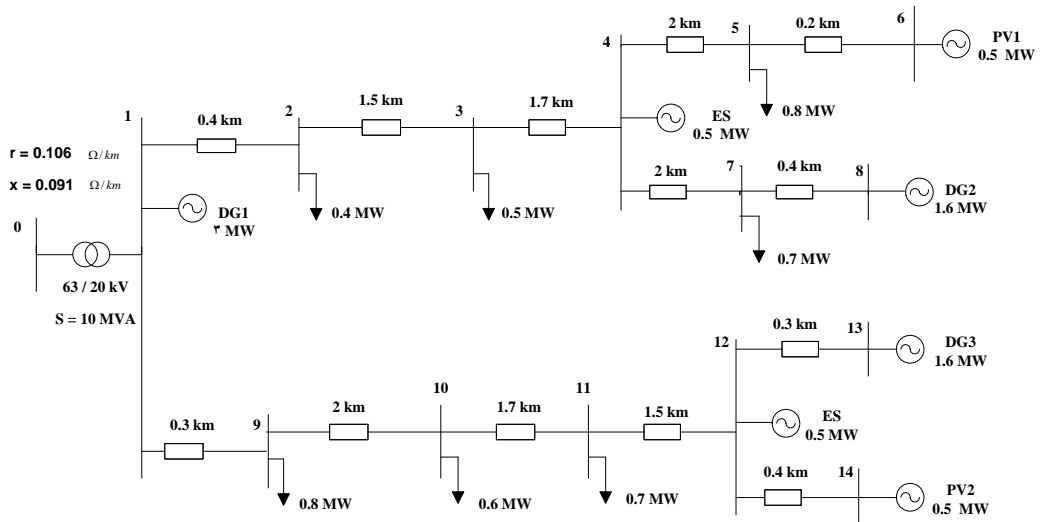 r = 0.106 Ω/km
x = 0.091 Ω/km
0
63 / 20 kV
S = 10 MVA
1
DG1
۳ MW
0.4 km
2
0.4 MW
1.5 km
3
0.5 MW
1.7 km
4
2 km
5
0.8 MW
0.2 km
6
PV1
0.5 MW
ES
0.5 MW
2 km
7
0.7 MW
0.4 km
8
DG2
1.6 MW
0.3 km
9
0.8 MW
2 km
10
0.6 MW
1.7 km
11
0.7 MW
1.5 km
12
0.3 km
13
DG3
1.6 MW
ES
0.5 MW
0.4 km
14
PV2
0.5 MW